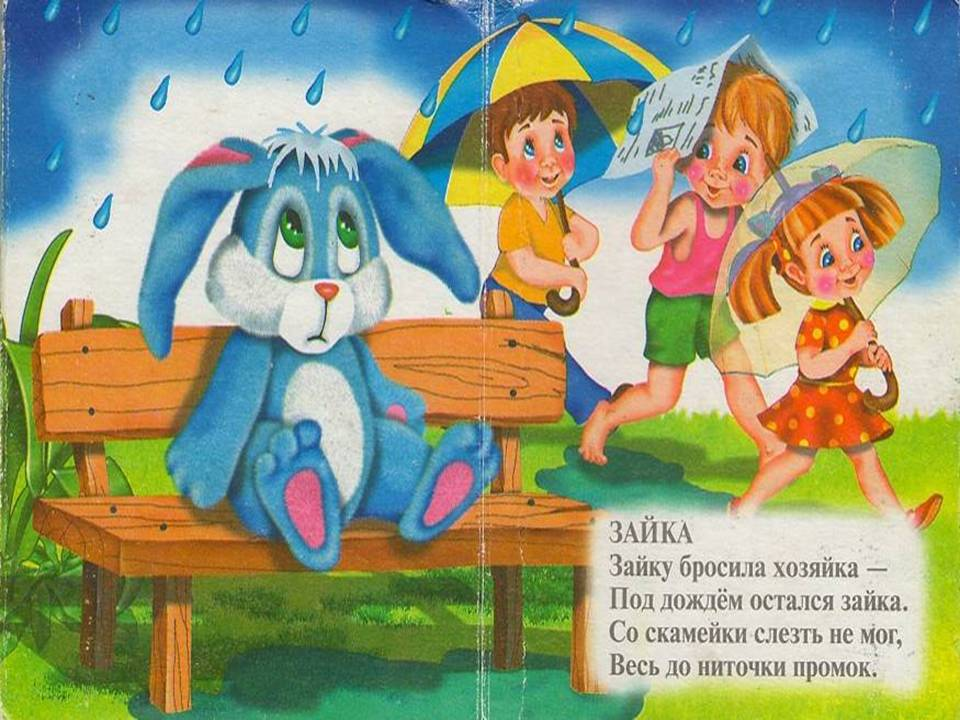 ЗАЙКА
Зайку бросила хозяйка —
Под дождём остался зайка.
Со скамейки слезть не мог,
Весь до ниточки промок.